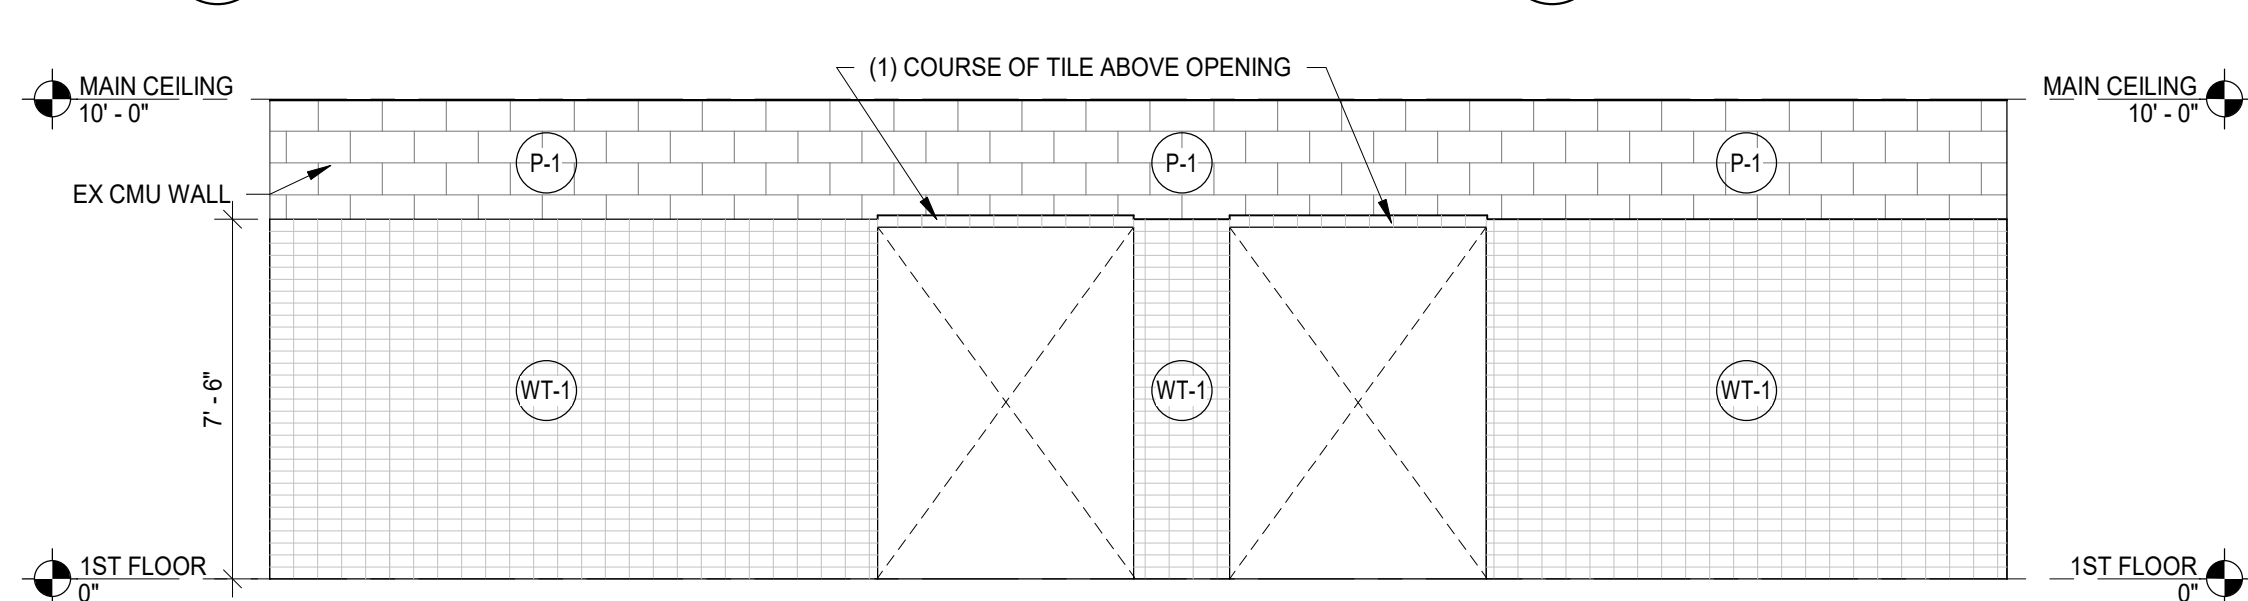 (1) COURSE OF TILE ABOVE OPENING
MAIN CEILING
10' - 0"
MAIN CEILING
10' - 0"
P-1
P-1
P-1
EX CMU WALL
7' - 6"
WT-1
WT-1
WT-1
1ST FLOOR
0"
1ST FLOOR
0"